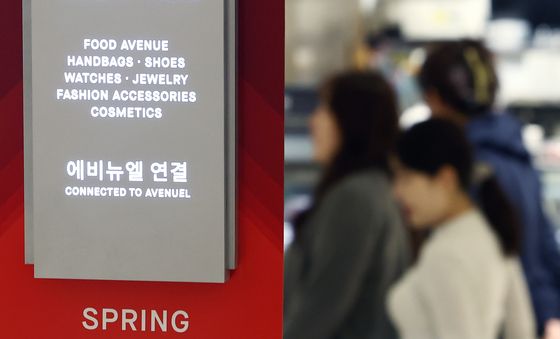 FOOD AVENUE
HANDBAGS · SHOES
WATCHES · JEWELRY
FASHION ACCESSORIES
COSMETICS
에비뉴엘 연결
CONNECTED TO AVENUEL
SPRING